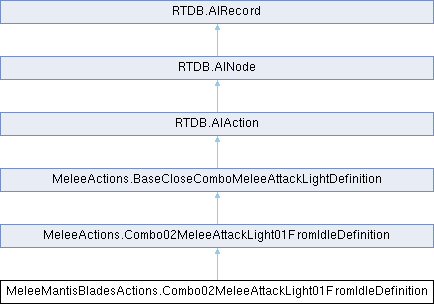 RTDB.AIRecord
RTDB.AINode
RTDB.AIAction
MeleeActions.BaseCloseComboMeleeAttackLightDefinition
MeleeActions.Combo02MeleeAttackLight01FromIdleDefinition
MeleeMantisBladesActions.Combo02MeleeAttackLight01FromIdleDefinition